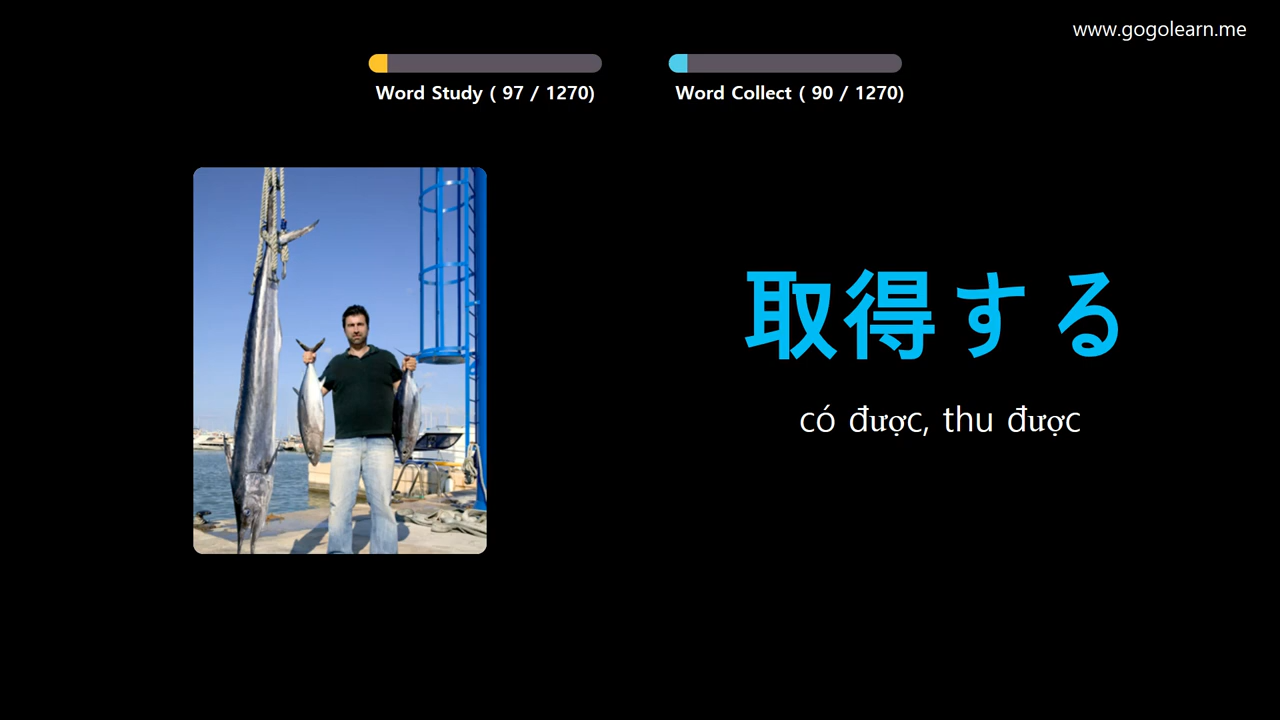 www.gogolearn.me
Word Study ( 97 / 1270)
Word Collect ( 90 / 1270)
取得する
có được, thu được